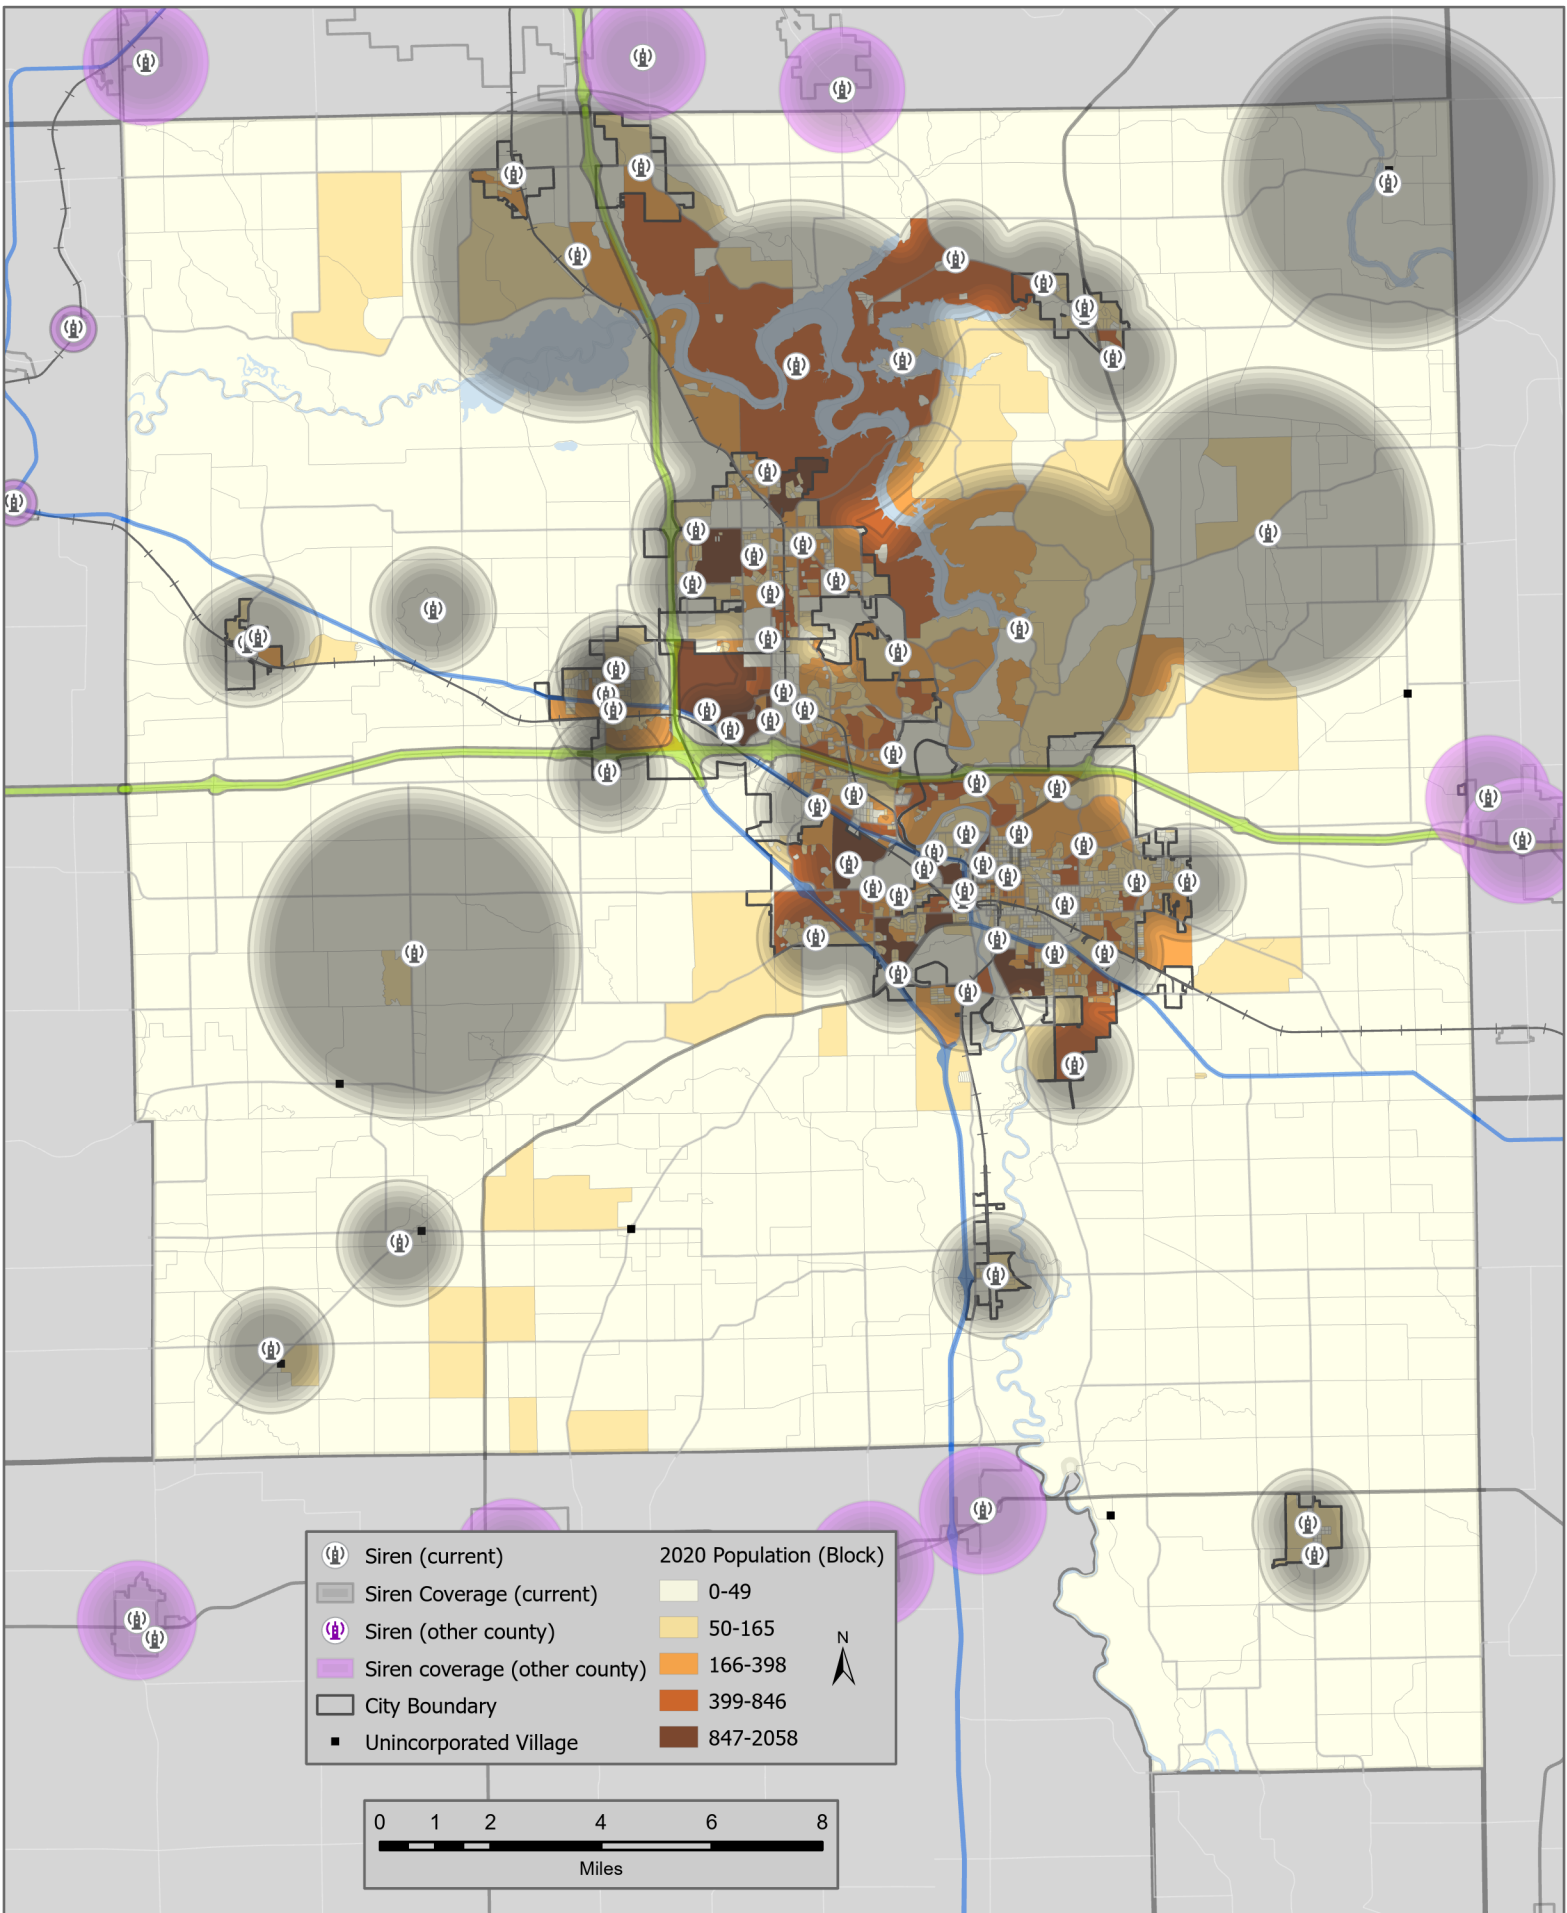 Siren (current)
Siren Coverage (current)
Siren (other county)
Siren coverage (other county)
City Boundary
Unincorporated Village
2020 Population (Block)
0-49
50-165
166-398
399-846
847-2058
N
0 1 2 4 6 8
Miles